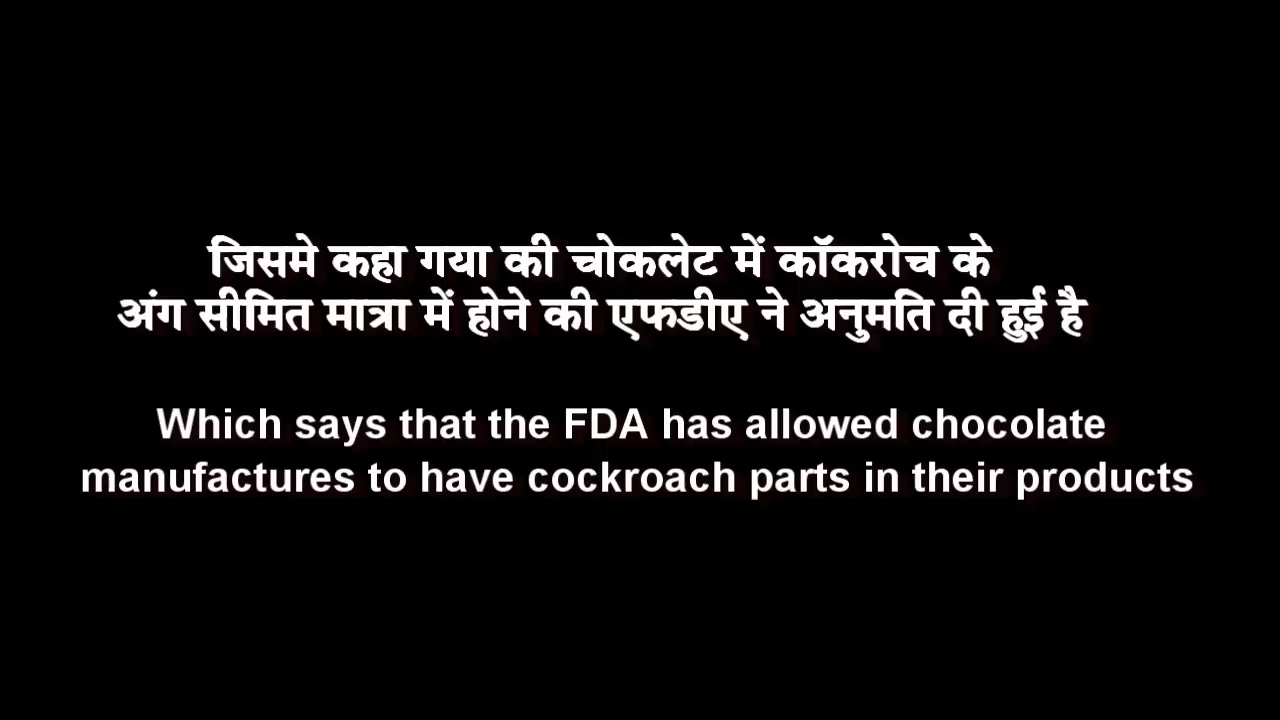 जिसमे कहा गया की चोकलेट में कॉकरोच के
अंग सीमित मात्रा में होने की एफडीए ने अनुमति दी हुई है
Which says that the FDA has allowed chocolate
manufactures to have cockroach parts in their products